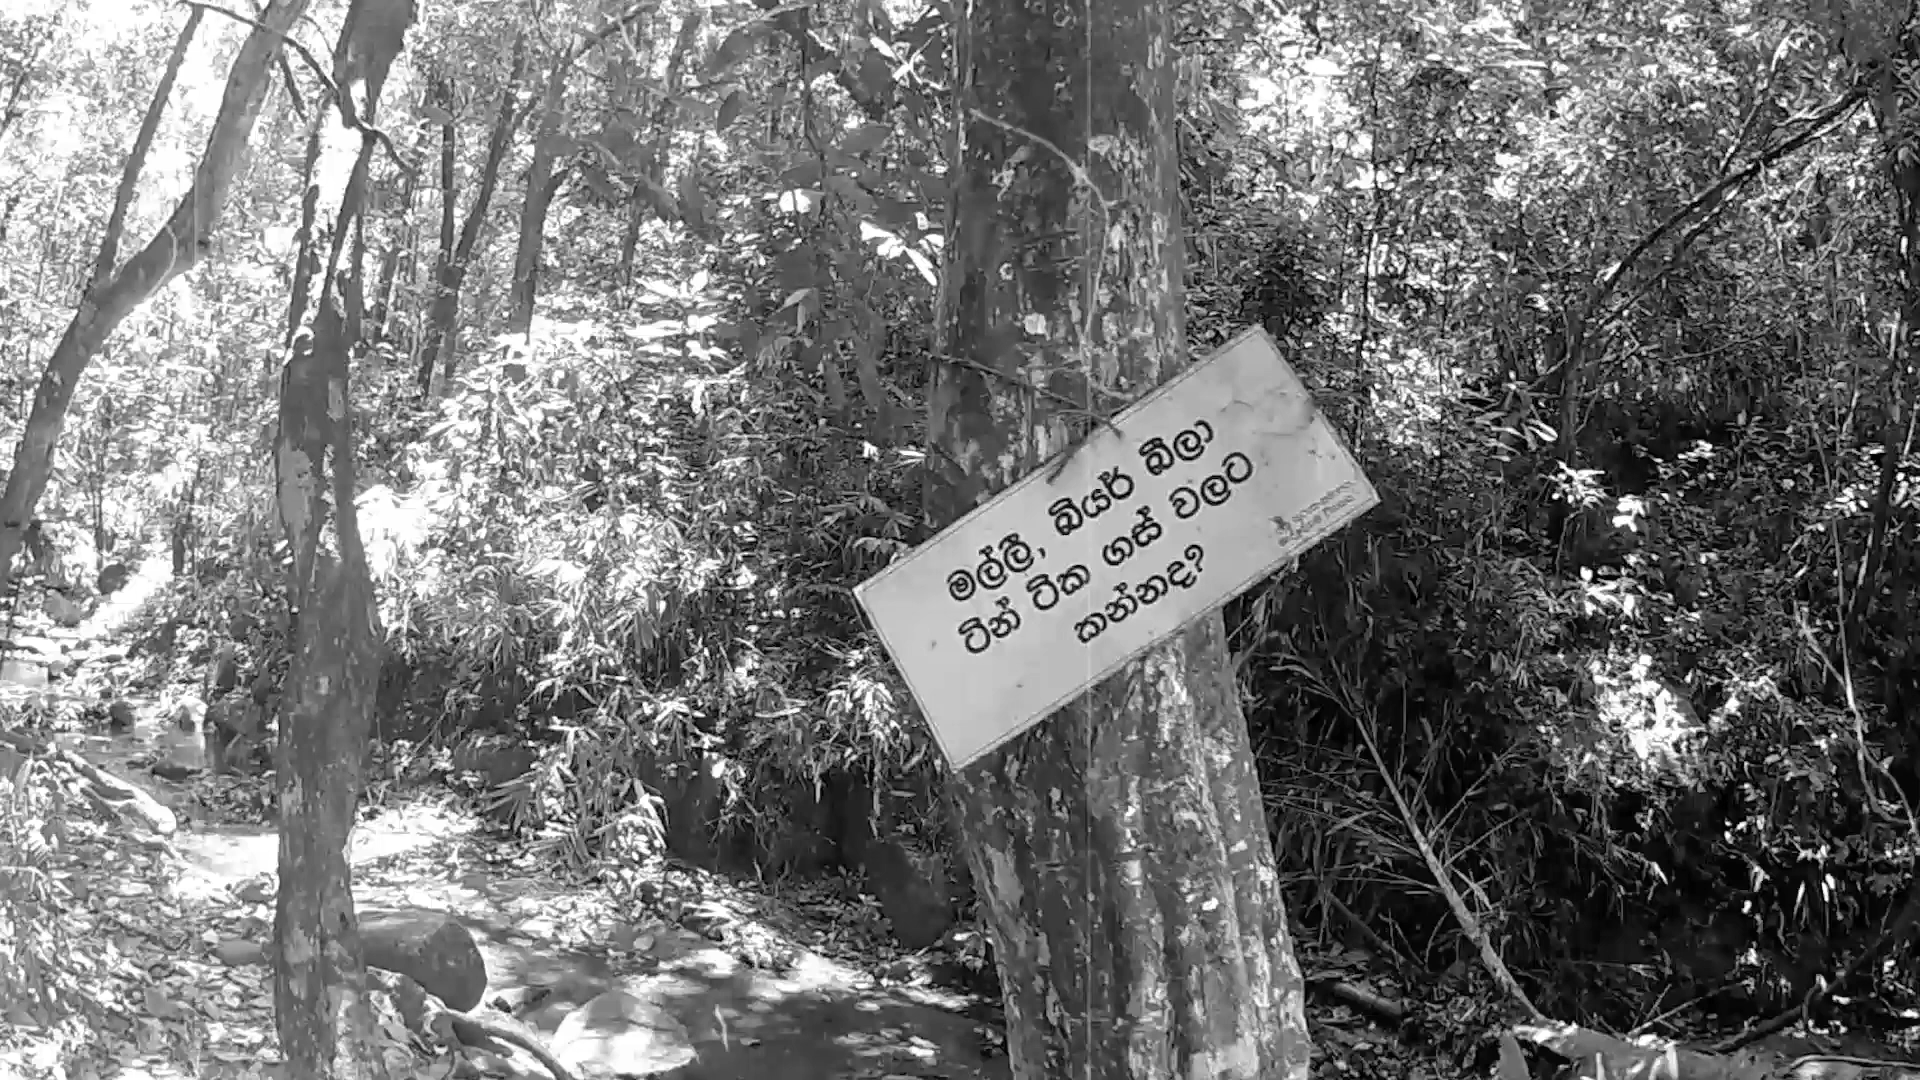 මල්ලී, බියර් බීලා
ටින් ටික ගස් වලට
කන්නද?